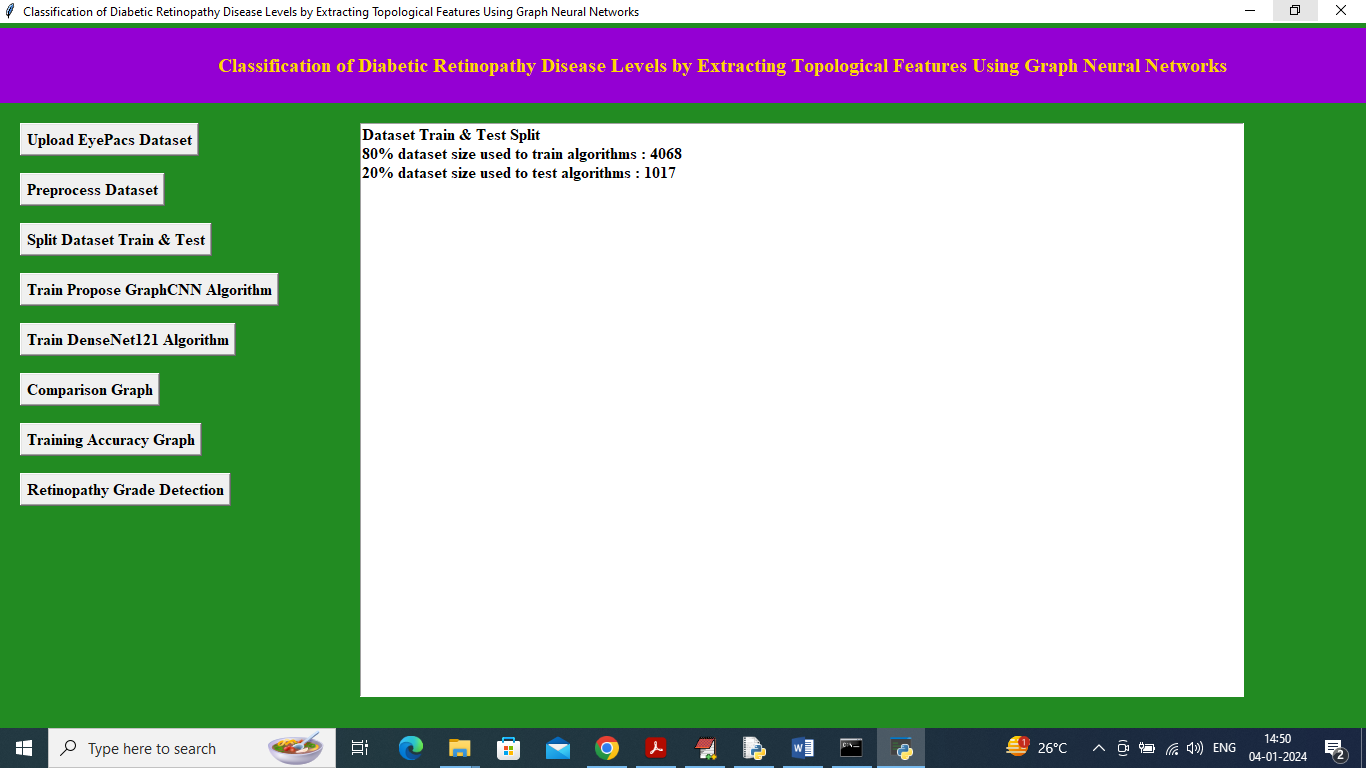 Classification of Diabetic Retinopathy Disease Levels by Extracting Topological Features Using Graph Neural Networks
Classification of Diabetic Retinopathy Disease Levels by Extracting Topological Features Using Graph Neural Networks
Upload EyePacs Dataset
Preprocess Dataset
Split Dataset Train & Test
Train Propose GraphCNN Algorithm
Train DenseNet121 Algorithm
Comparison Graph
Training Accuracy Graph
Retinopathy Grade Detection
Dataset Train & Test Split
80% dataset size used to train algorithms : 4068
20% dataset size used to test algorithms : 1017
Type here to search
1
26°C
ENG
14:50
04-01-2024
2